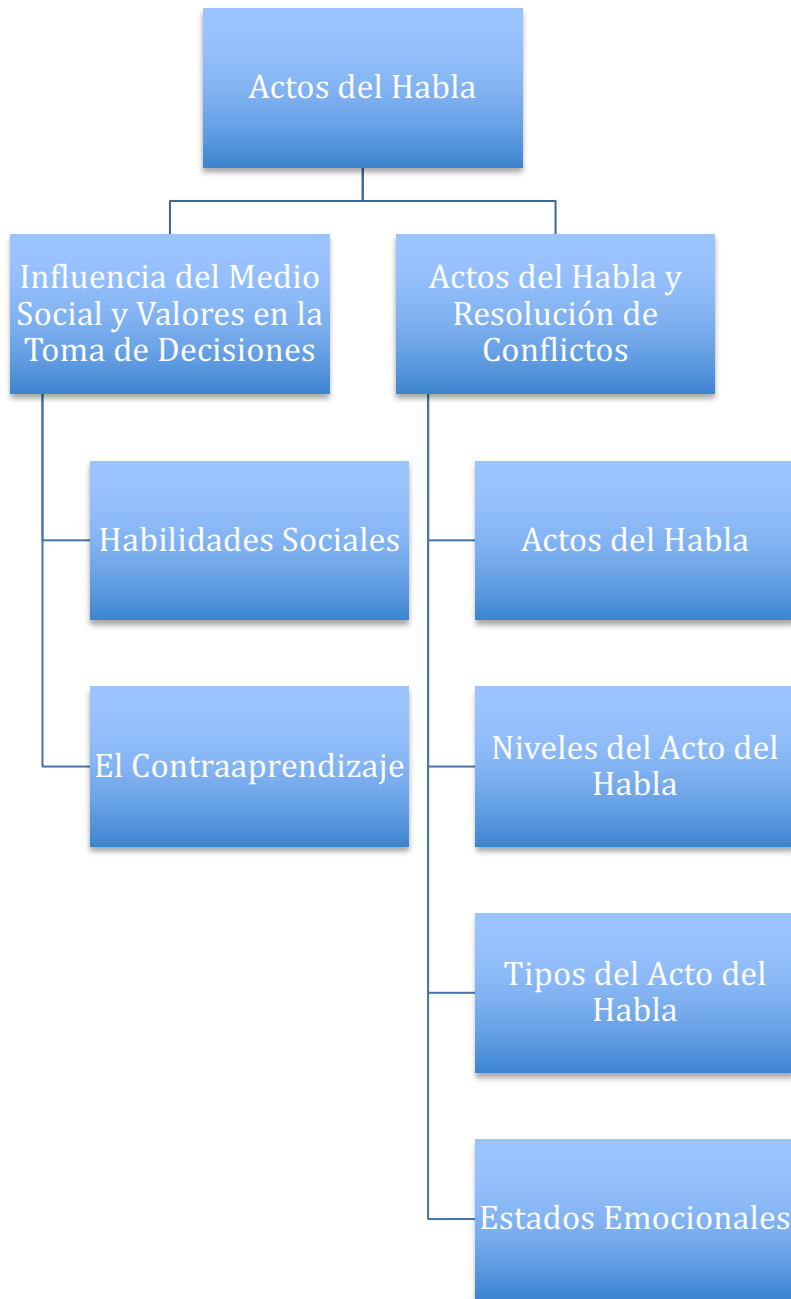 Actos del Habla
Influencia del Medio
Social y Valores en la
Toma de Decisiones
Habilidades Sociales
El Contraaprendizaje
Actos del Habla y
Resolución de
Conflictos
Actos del Habla
Niveles del Acto del
Habla
Tipos del Acto del
Habla
Estados Emocionales